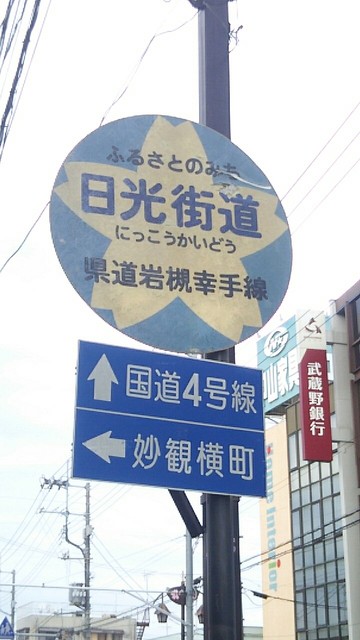 ふるさとのみち
日光街道
にっこうかいどう
県道岩槻幸手線
国道4号線
妙観横町
武蔵野銀行